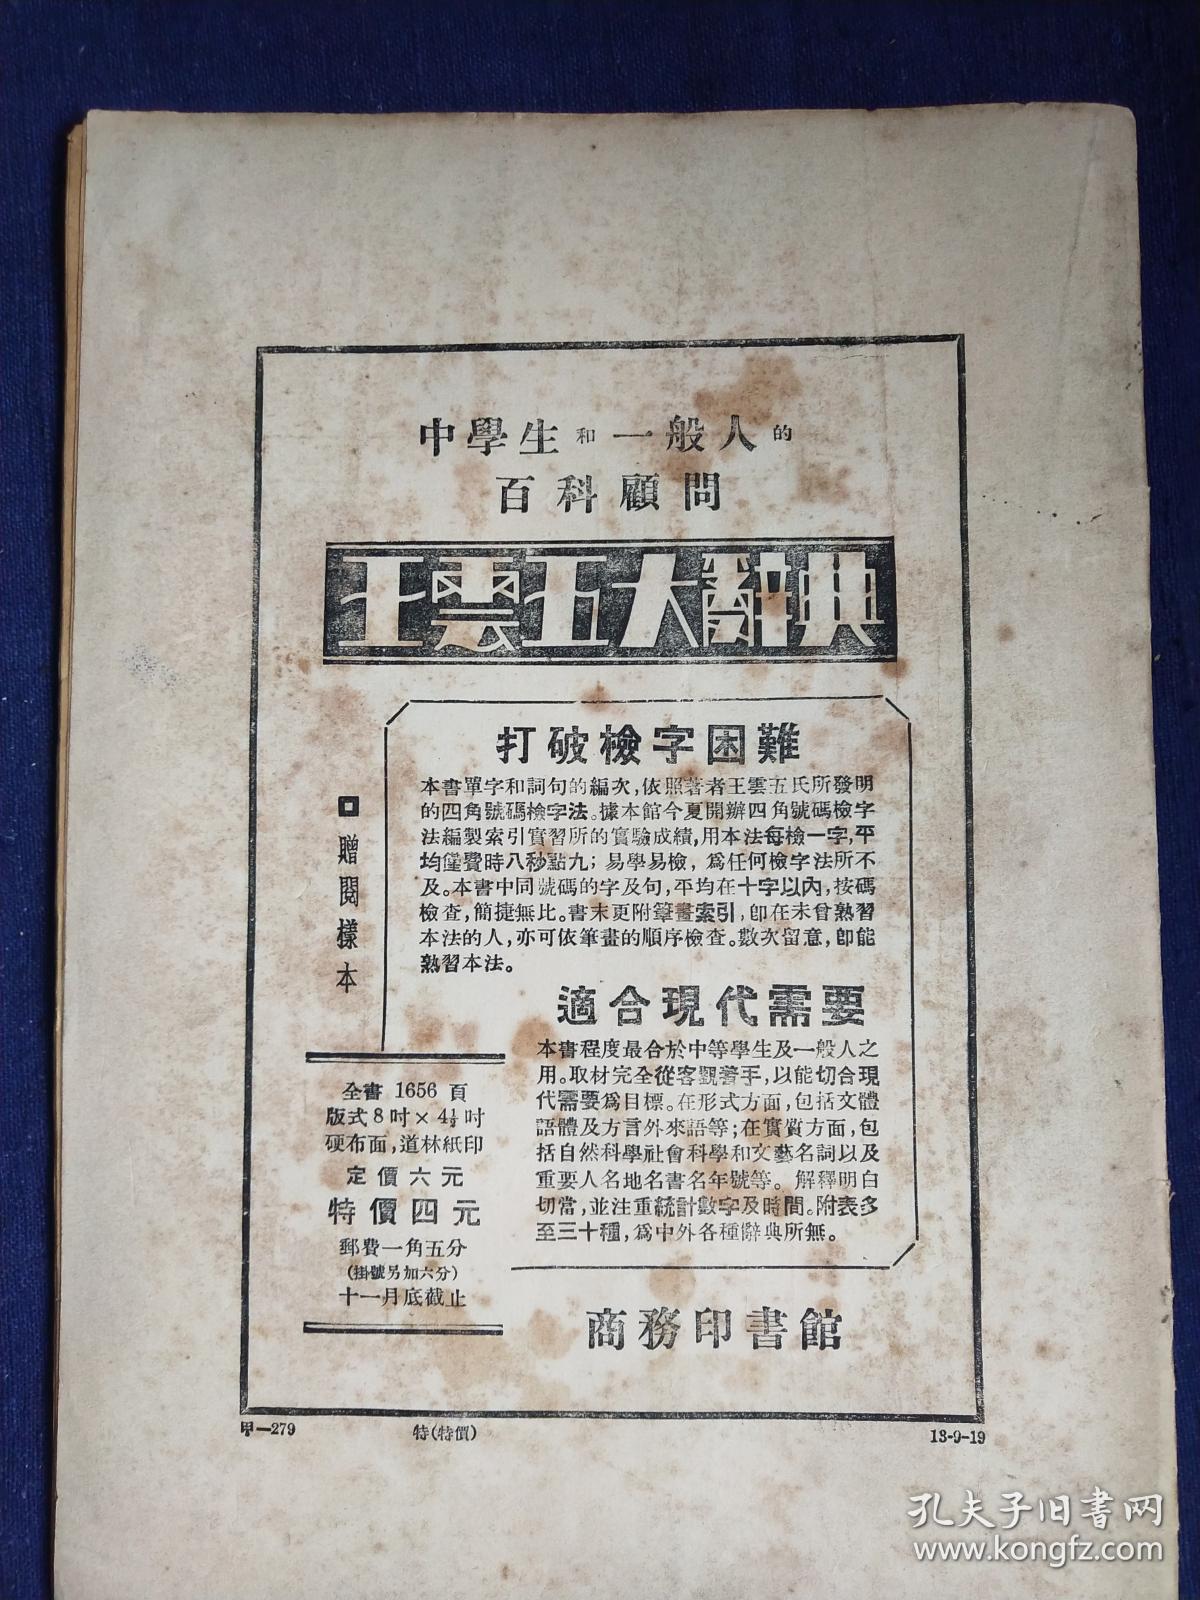 中學生和一般人的
百科顧問
王雲五大辭典
打破檢字困難
本書單字和詞句的編次，依照著者王雲五氏所發明
的四角號碼檢字法。據本館今夏開辦四角號碼檢字
法編製索引實習所的實驗成績，用本法每檢一字，平
均僅費時八秒點九；易學易檢，爲任何檢字法所不
及。本書中同號碼的字及句，平均在十字以內，按碼
檢查，簡捷無比。書末更附筆畫索引，卽在未曾熟習
本法的人，亦可依筆畫的順序檢查。數次留意，卽能
熟習本法。
適合現代需要
本書程度最合於中等學生及一般人之
用。取材完全從客觀着手，以能切合現
代需要爲目標。在形式方面，包括文體
語體及方言外來語等；在實質方面，包
括自然科學社會科學和文藝名詞以及
重要人名地名書名年號等。解釋明白
切當，並注重統計數字及時間。附表多
至三十種，爲中外各種辭典所無。
贈閱樣本
全書 1656 頁
版式 8 吋 × 4½ 吋
硬布面，道林紙印
定價六元
特價四元
郵費一角五分
(掛號另加六分)
十一月底截止
商務印書館
甲—279
特(特價)
13-9-19
孔夫子旧書网
www.kongfz.com